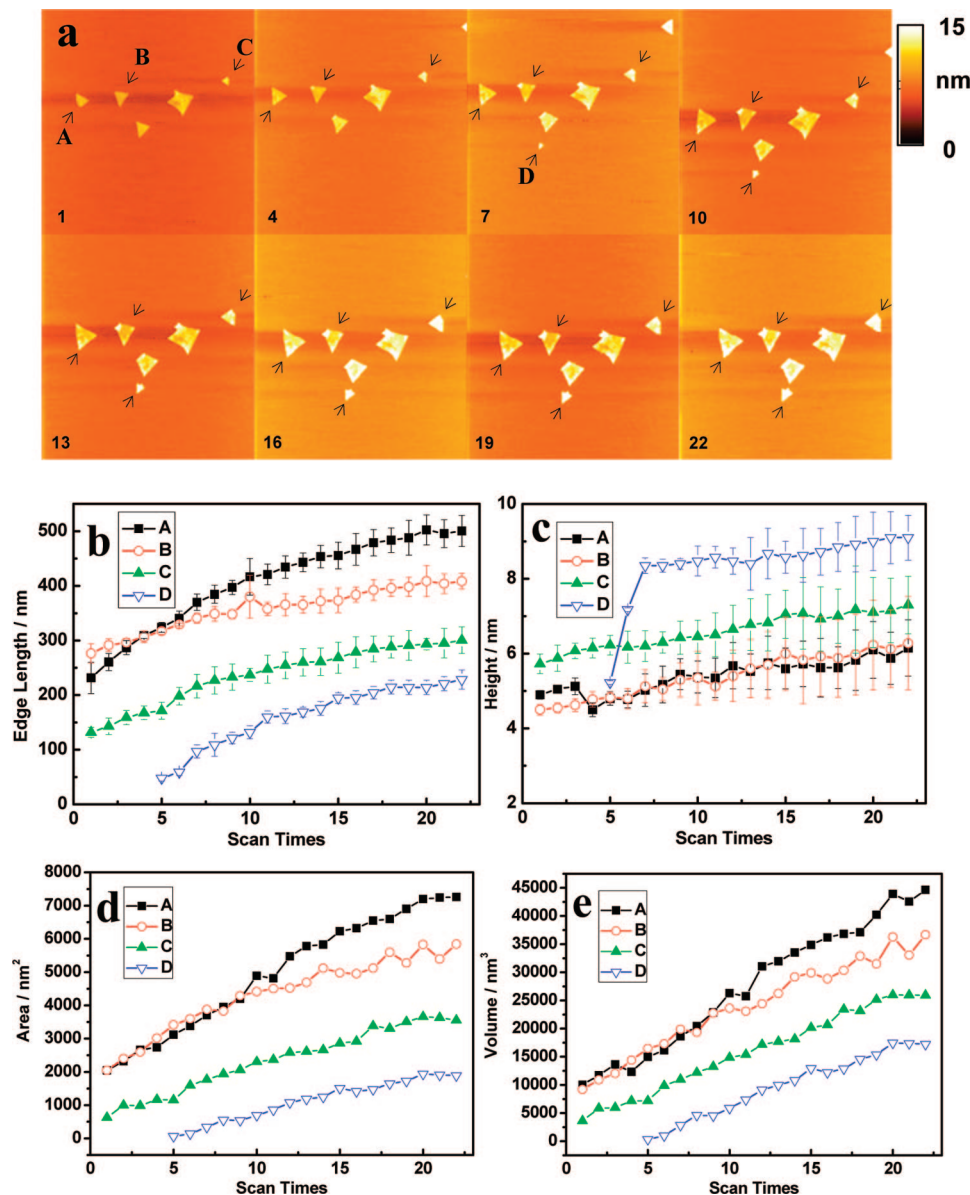 a
B
C
A
1
4
7
D
10
15
nm
0
13
16
19
22
b
A
B
C
D
Edge Length / nm
500
400
300
200
100
0
0 5 10 15 20
Scan Times
c
A
B
C
D
Height / nm
10
8
6
4
2
0 5 10 15 20
Scan Times
d
A
B
C
D
Area / nm²
8000
7000
6000
5000
4000
3000
2000
1000
0
0 5 10 15 20
Scan Times
e
A
B
C
D
Volume / nm³
45000
40000
35000
30000
25000
20000
15000
10000
5000
0
0 5 10 15 20
Scan Times